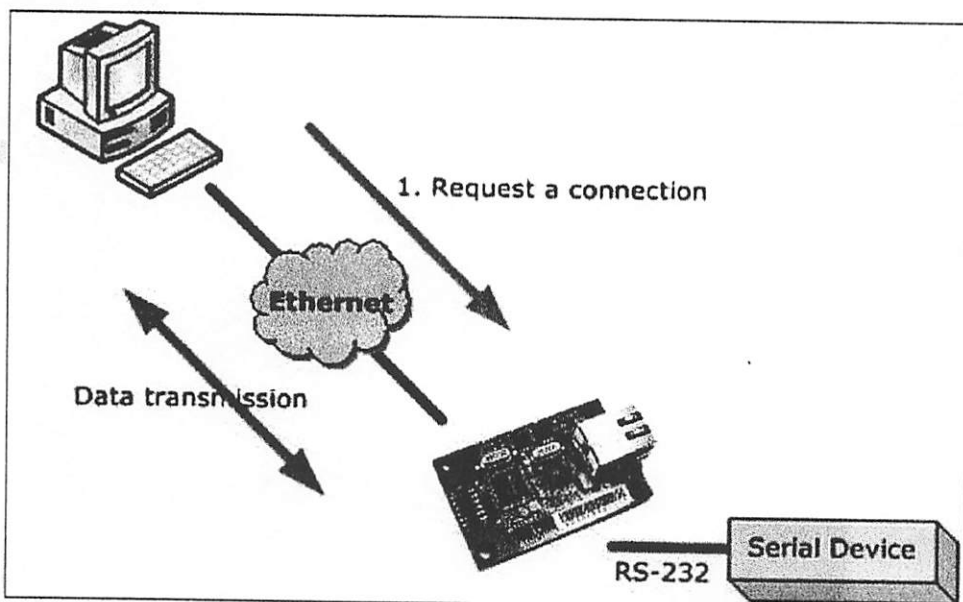 1. Request a connection
Ethernet
Data transmission
Serial Device
RS-232